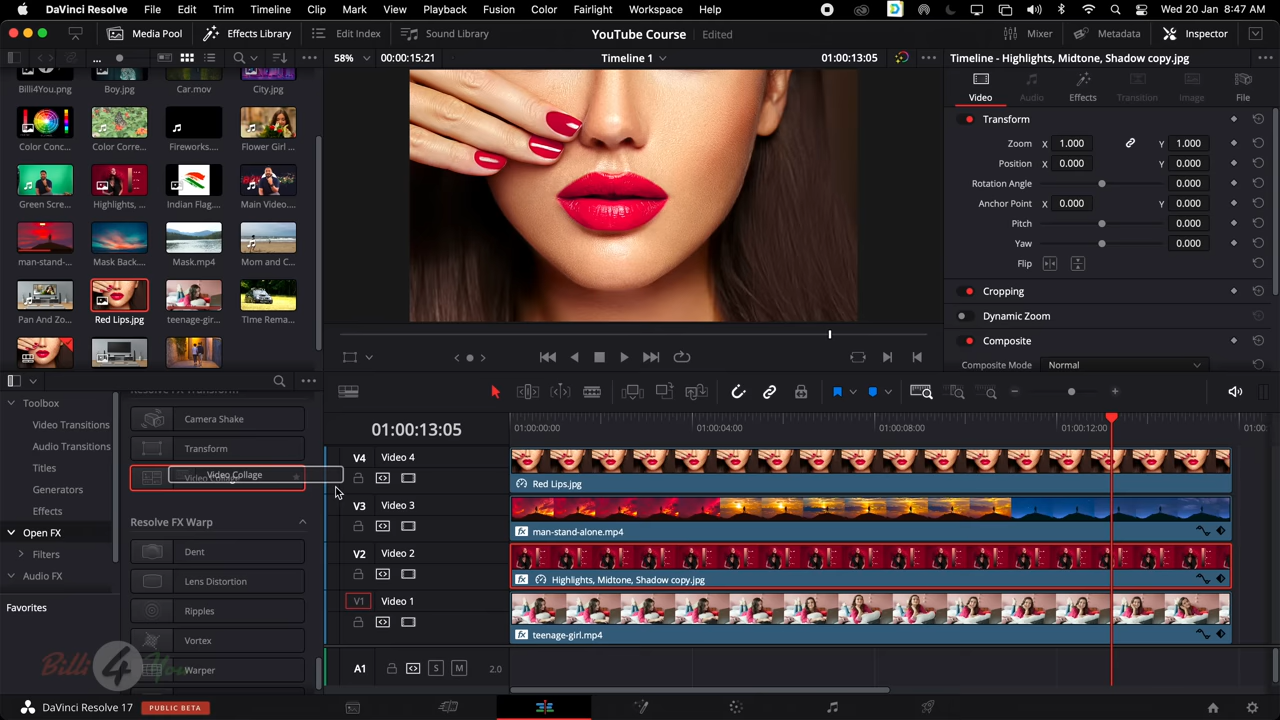 DaVinci Resolve File Edit Trim Timeline Clip Mark View Playback Fusion Color Fairlight Workspace Help Wed 20 Jan 8:47 AM
Media Pool Effects Library Edit Index Sound Library YouTube Course Edited Mixer Metadata Inspector
... 58% 00:00:15:21 Timeline 1 01:00:13:05 Timeline - Highlights, Midtone, Shadow copy.jpg
Billi4You.png Boy.jpg Car.mov City.jpg
Video Audio Effects Transition Image File
Color Conc... Color Corre... Fireworks.... Flower Girl ...
Transform
Zoom X 1.000 Y 1.000
Position X 0.000 Y 0.000
Rotation Angle 0.000
Green Scre... Highlights, ... Indian Flag.... Main Video....
Anchor Point X 0.000 Y 0.000
Pitch 0.000
Yaw 0.000
man-stand-... Mask Back.... Mask.mp4 Mom and C...
Flip
Cropping
Pan And Zo... Red Lips.jpg teenage-gir... TIme Rema...
Dynamic Zoom
Composite
Composite Mode Normal
Toolbox
Video Transitions
Audio Transitions
Titles
Generators
Effects
Open FX
Filters
Audio FX
Favorites
Resolve FX Transform
Camera Shake
Transform
Video Collage
Video Collage
Resolve FX Warp
Dent
Lens Distortion
Ripples
Vortex
Warper
01:00:13:05 01:00:00:00 01:00:04:00 01:00:08:00 01:00:12:00 01:00:
V4 Video 4
Red Lips.jpg
V3 Video 3
man-stand-alone.mp4
V2 Video 2
Highlights, Midtone, Shadow copy.jpg
V1 Video 1
teenage-girl.mp4
A1 S M 2.0
Billi 4 You
DaVinci Resolve 17 PUBLIC BETA